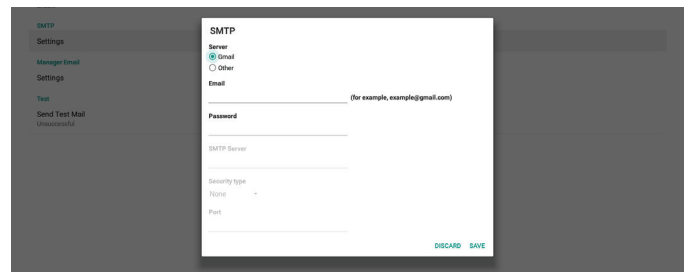 SMTP
Settings
Manager Email
Settings
Test
Send Test Mail
Unsuccessful
SMTP
Server
Gmail
Other
Email
(for example, example@gmail.com)
Password
SMTP Server
Security type
None
Port
DISCARD SAVE